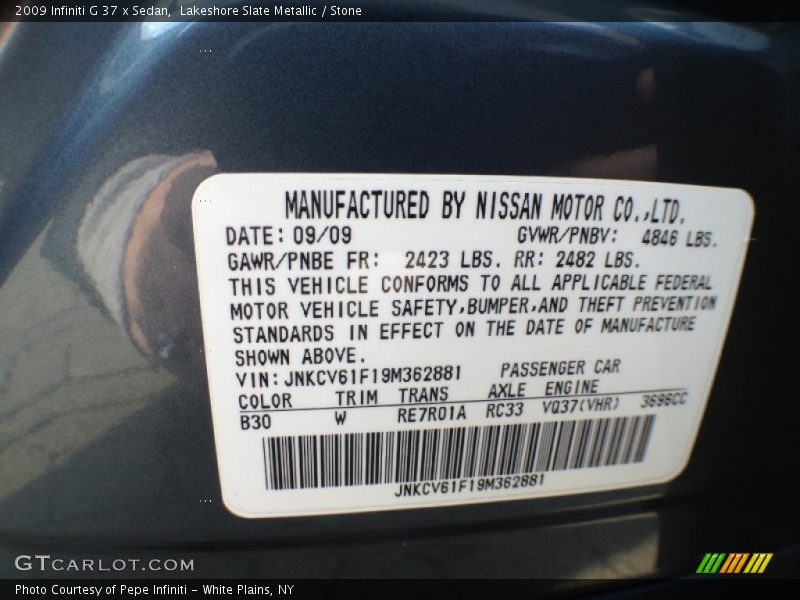 2009 Infiniti G 37 x Sedan,  Lakeshore Slate Metallic / Stone
MANUFACTURED BY NISSAN MOTOR CO.,LTD.
DATE: 09/09 GVWR/PNBV: 4846 LBS.
GAWR/PNBE FR: 2423 LBS. RR: 2482 LBS.
THIS VEHICLE CONFORMS TO ALL APPLICABLE FEDERAL
MOTOR VEHICLE SAFETY,BUMPER,AND THEFT PREVENTION
STANDARDS IN EFFECT ON THE DATE OF MANUFACTURE
SHOWN ABOVE.
VIN: JNKCV61F19M362881 PASSENGER CAR
COLOR TRIM TRANS AXLE ENGINE
B30 W RE7R01A RC33 VQ37(VHR) 3696CC
JNKCV61F19M362881
GTCARLOT.COM
Photo Courtesy of Pepe Infiniti - White Plains, NY